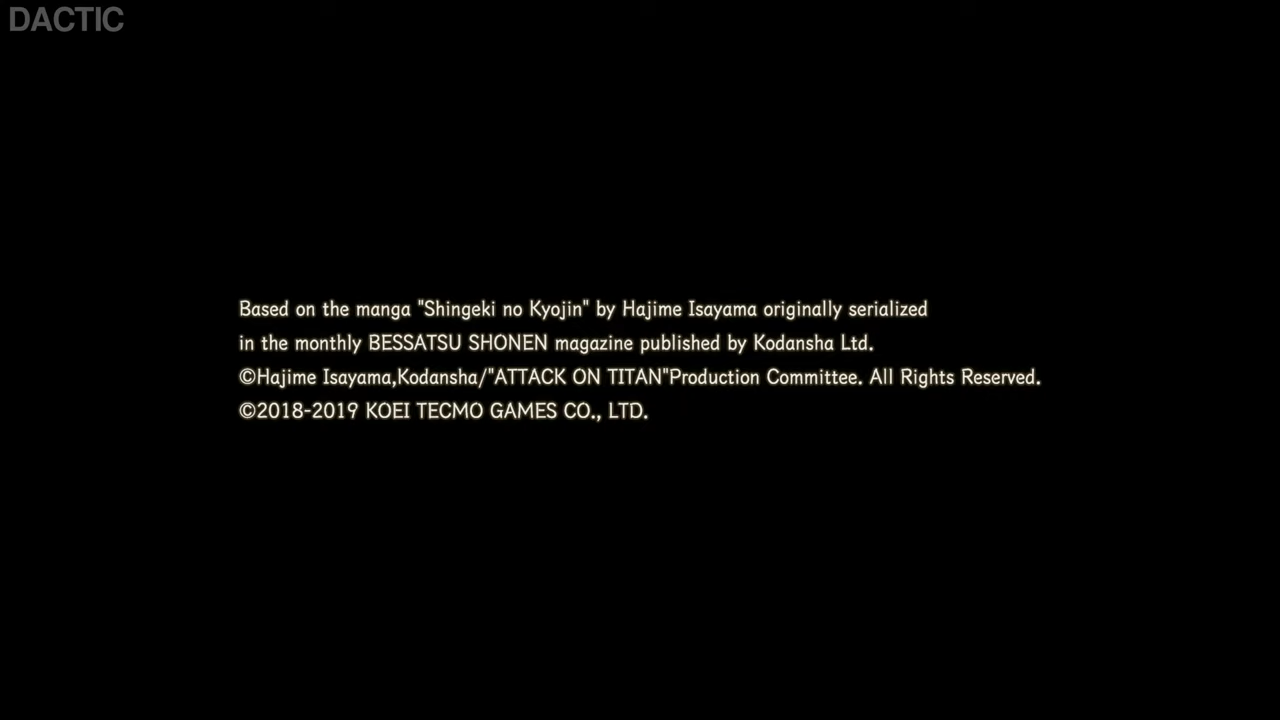 DACTIC
Based on the manga "Shingeki no Kyojin" by Hajime Isayama originally serialized
in the monthly BESSATSU SHONEN magazine published by Kodansha Ltd.
©Hajime Isayama,Kodansha/"ATTACK ON TITAN"Production Committee. All Rights Reserved.
©2018-2019 KOEI TECMO GAMES CO., LTD.